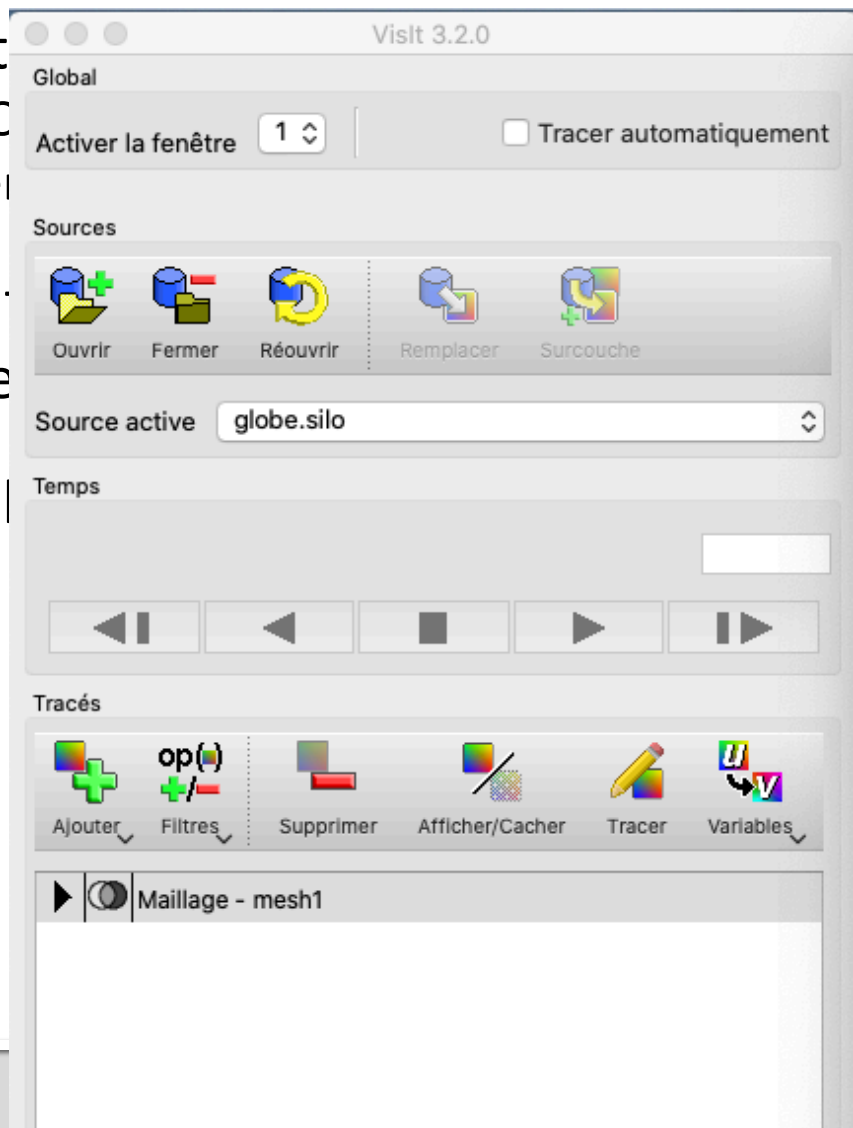 VisIt 3.2.0
Global
Activer la fenêtre 1 Tracer automatiquement
Sources
Ouvrir Fermer Réouvrir Remplacer Surcouche
Source active globe.silo
Temps
Tracés
op() +/-
U V
Ajouter Filtres Supprimer Afficher/Cacher Tracer Variables
Maillage - mesh1